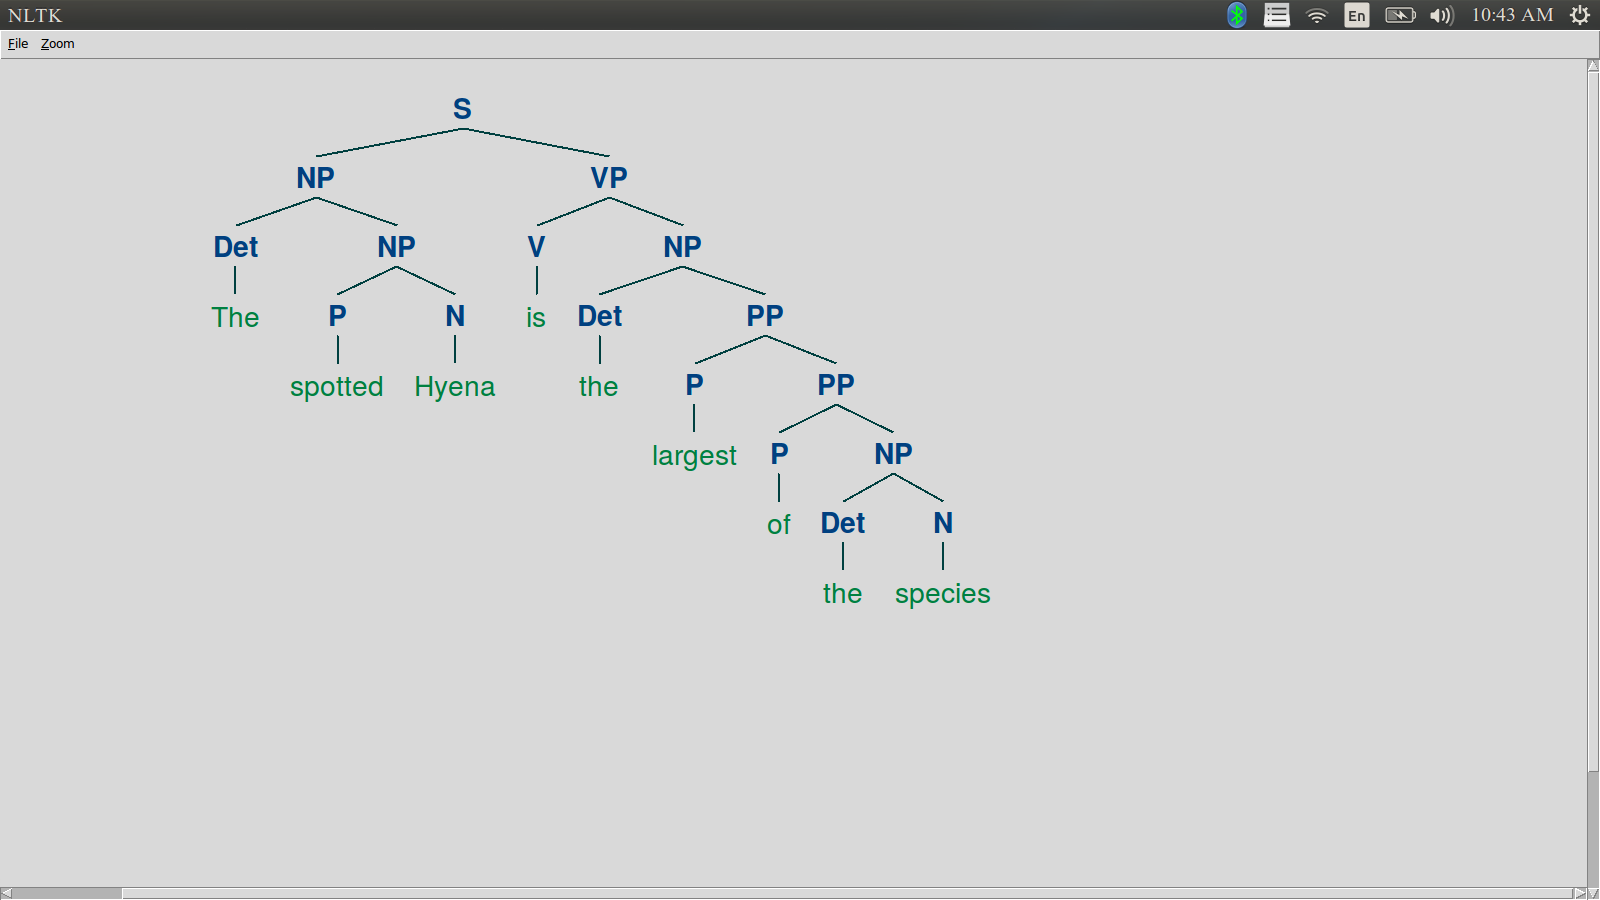 NLTK
En
10:43 AM
File Zoom
S
NP VP
Det NP V NP
The P N is Det PP
spotted Hyena the P PP
largest P NP
of Det N
the species